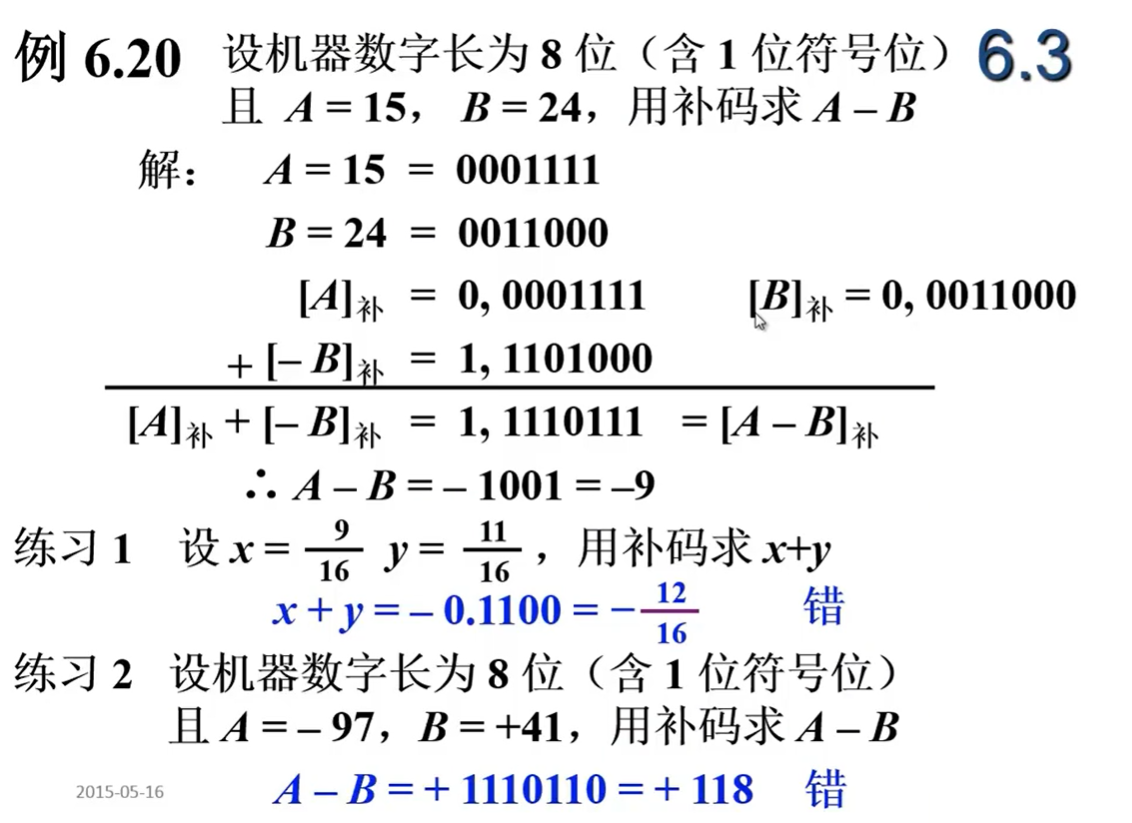 例 6.20 设机器数字长为 8 位（含 1 位符号位） 6.3
且 A = 15， B = 24，用补码求 A – B
解： A = 15 = 0001111
B = 24 = 0011000
[A]补 = 0, 0001111 [B]补 = 0, 0011000
+ [– B]补 = 1, 1101000
[A]补 + [– B]补 = 1, 1110111 = [A – B]补
∴ A – B = – 1001 = –9
练习 1 设 x = 9/16 y = 11/16 ，用补码求 x+y
x + y = – 0.1100 = – 12/16 错
练习 2 设机器数字长为 8 位（含 1 位符号位）
且 A = – 97，B = +41，用补码求 A – B
A – B = + 1110110 = + 118 错
2015-05-16